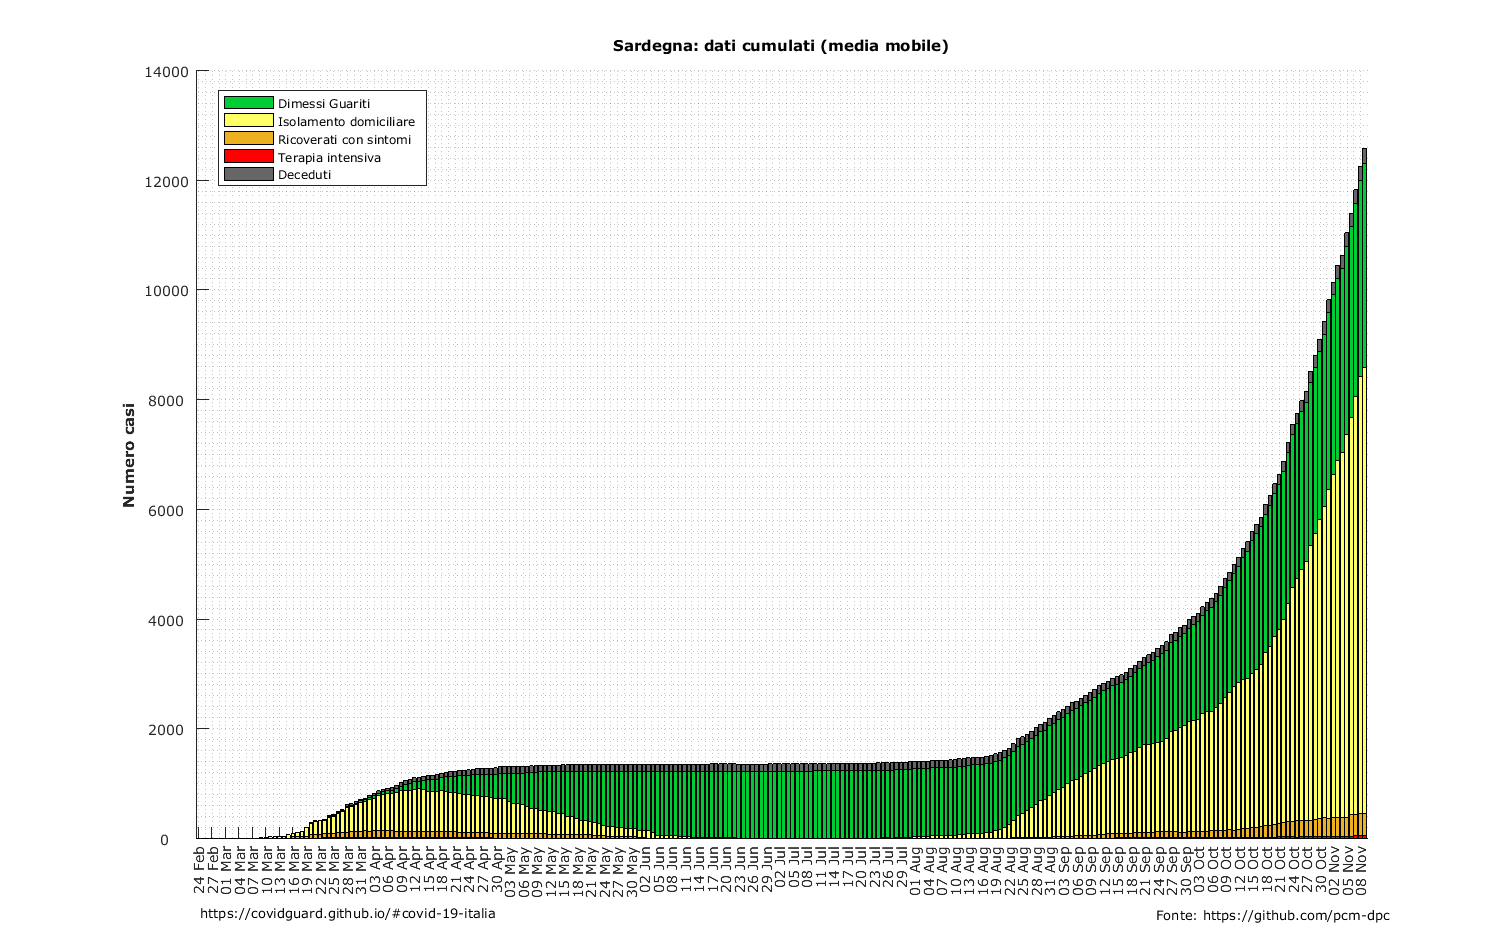 Sardegna: dati cumulati (media mobile)
14000
12000
10000
8000
6000
4000
2000
0
Numero casi
Dimessi Guariti
Isolamento domiciliare
Ricoverati con sintomi
Terapia intensiva
Deceduti
24 Feb
27 Feb
01 Mar
04 Mar
07 Mar
10 Mar
13 Mar
16 Mar
19 Mar
22 Mar
25 Mar
28 Mar
31 Mar
03 Apr
06 Apr
09 Apr
12 Apr
15 Apr
18 Apr
21 Apr
24 Apr
27 Apr
30 Apr
03 May
06 May
09 May
12 May
15 May
18 May
21 May
24 May
27 May
30 May
02 Jun
05 Jun
08 Jun
11 Jun
14 Jun
17 Jun
20 Jun
23 Jun
26 Jun
29 Jun
02 Jul
05 Jul
08 Jul
11 Jul
14 Jul
17 Jul
20 Jul
23 Jul
26 Jul
29 Jul
01 Aug
04 Aug
07 Aug
10 Aug
13 Aug
16 Aug
19 Aug
22 Aug
25 Aug
28 Aug
31 Aug
03 Sep
06 Sep
09 Sep
12 Sep
15 Sep
18 Sep
21 Sep
24 Sep
27 Sep
30 Sep
03 Oct
06 Oct
09 Oct
12 Oct
15 Oct
18 Oct
21 Oct
24 Oct
27 Oct
30 Oct
02 Nov
05 Nov
08 Nov
https://covidguard.github.io/#covid-19-italia
Fonte: https://github.com/pcm-dpc